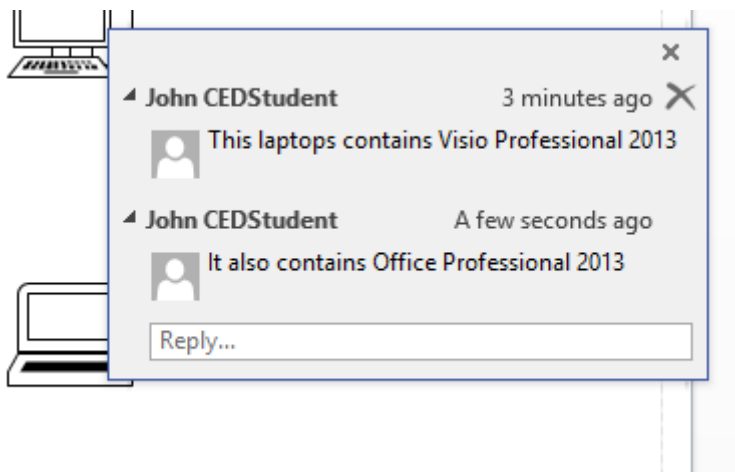 John CEDStudent 3 minutes ago
This laptops contains Visio Professional 2013
John CEDStudent A few seconds ago
It also contains Office Professional 2013
Reply...